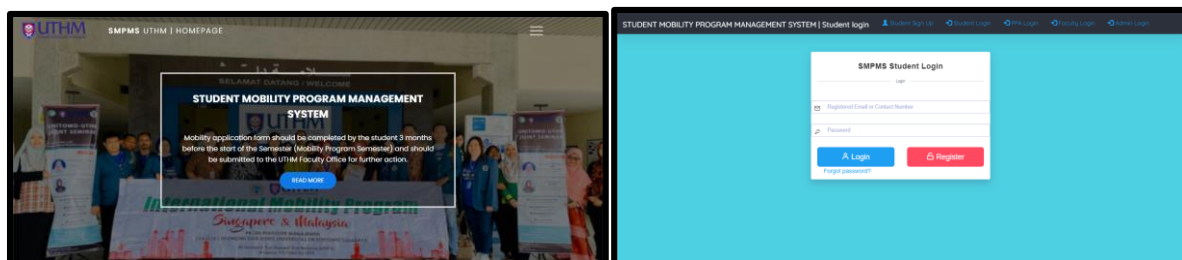 UTHM
SMPMS UTHM | HOMEPAGE
SELAMAT DATANG / WELCOME
STUDENT MOBILITY PROGRAM MANAGEMENT
SYSTEM
Mobility application form should be completed by the student 3 months
before the start of the Semester (Mobility Program Semester) and should
be submitted to the UTHM Faculty Office for further action.
READ MORE
International Mobility Program
Singapore & Malaysia
STUDENT MOBILITY PROGRAM MANAGEMENT SYSTEM | Student login
Student Sign Up
Student Login
PPA Login
Faculty Login
Admin Login
SMPMS Student Login
Login
Registered Email or Contact Number
Password
Login
Register
Forgot password?